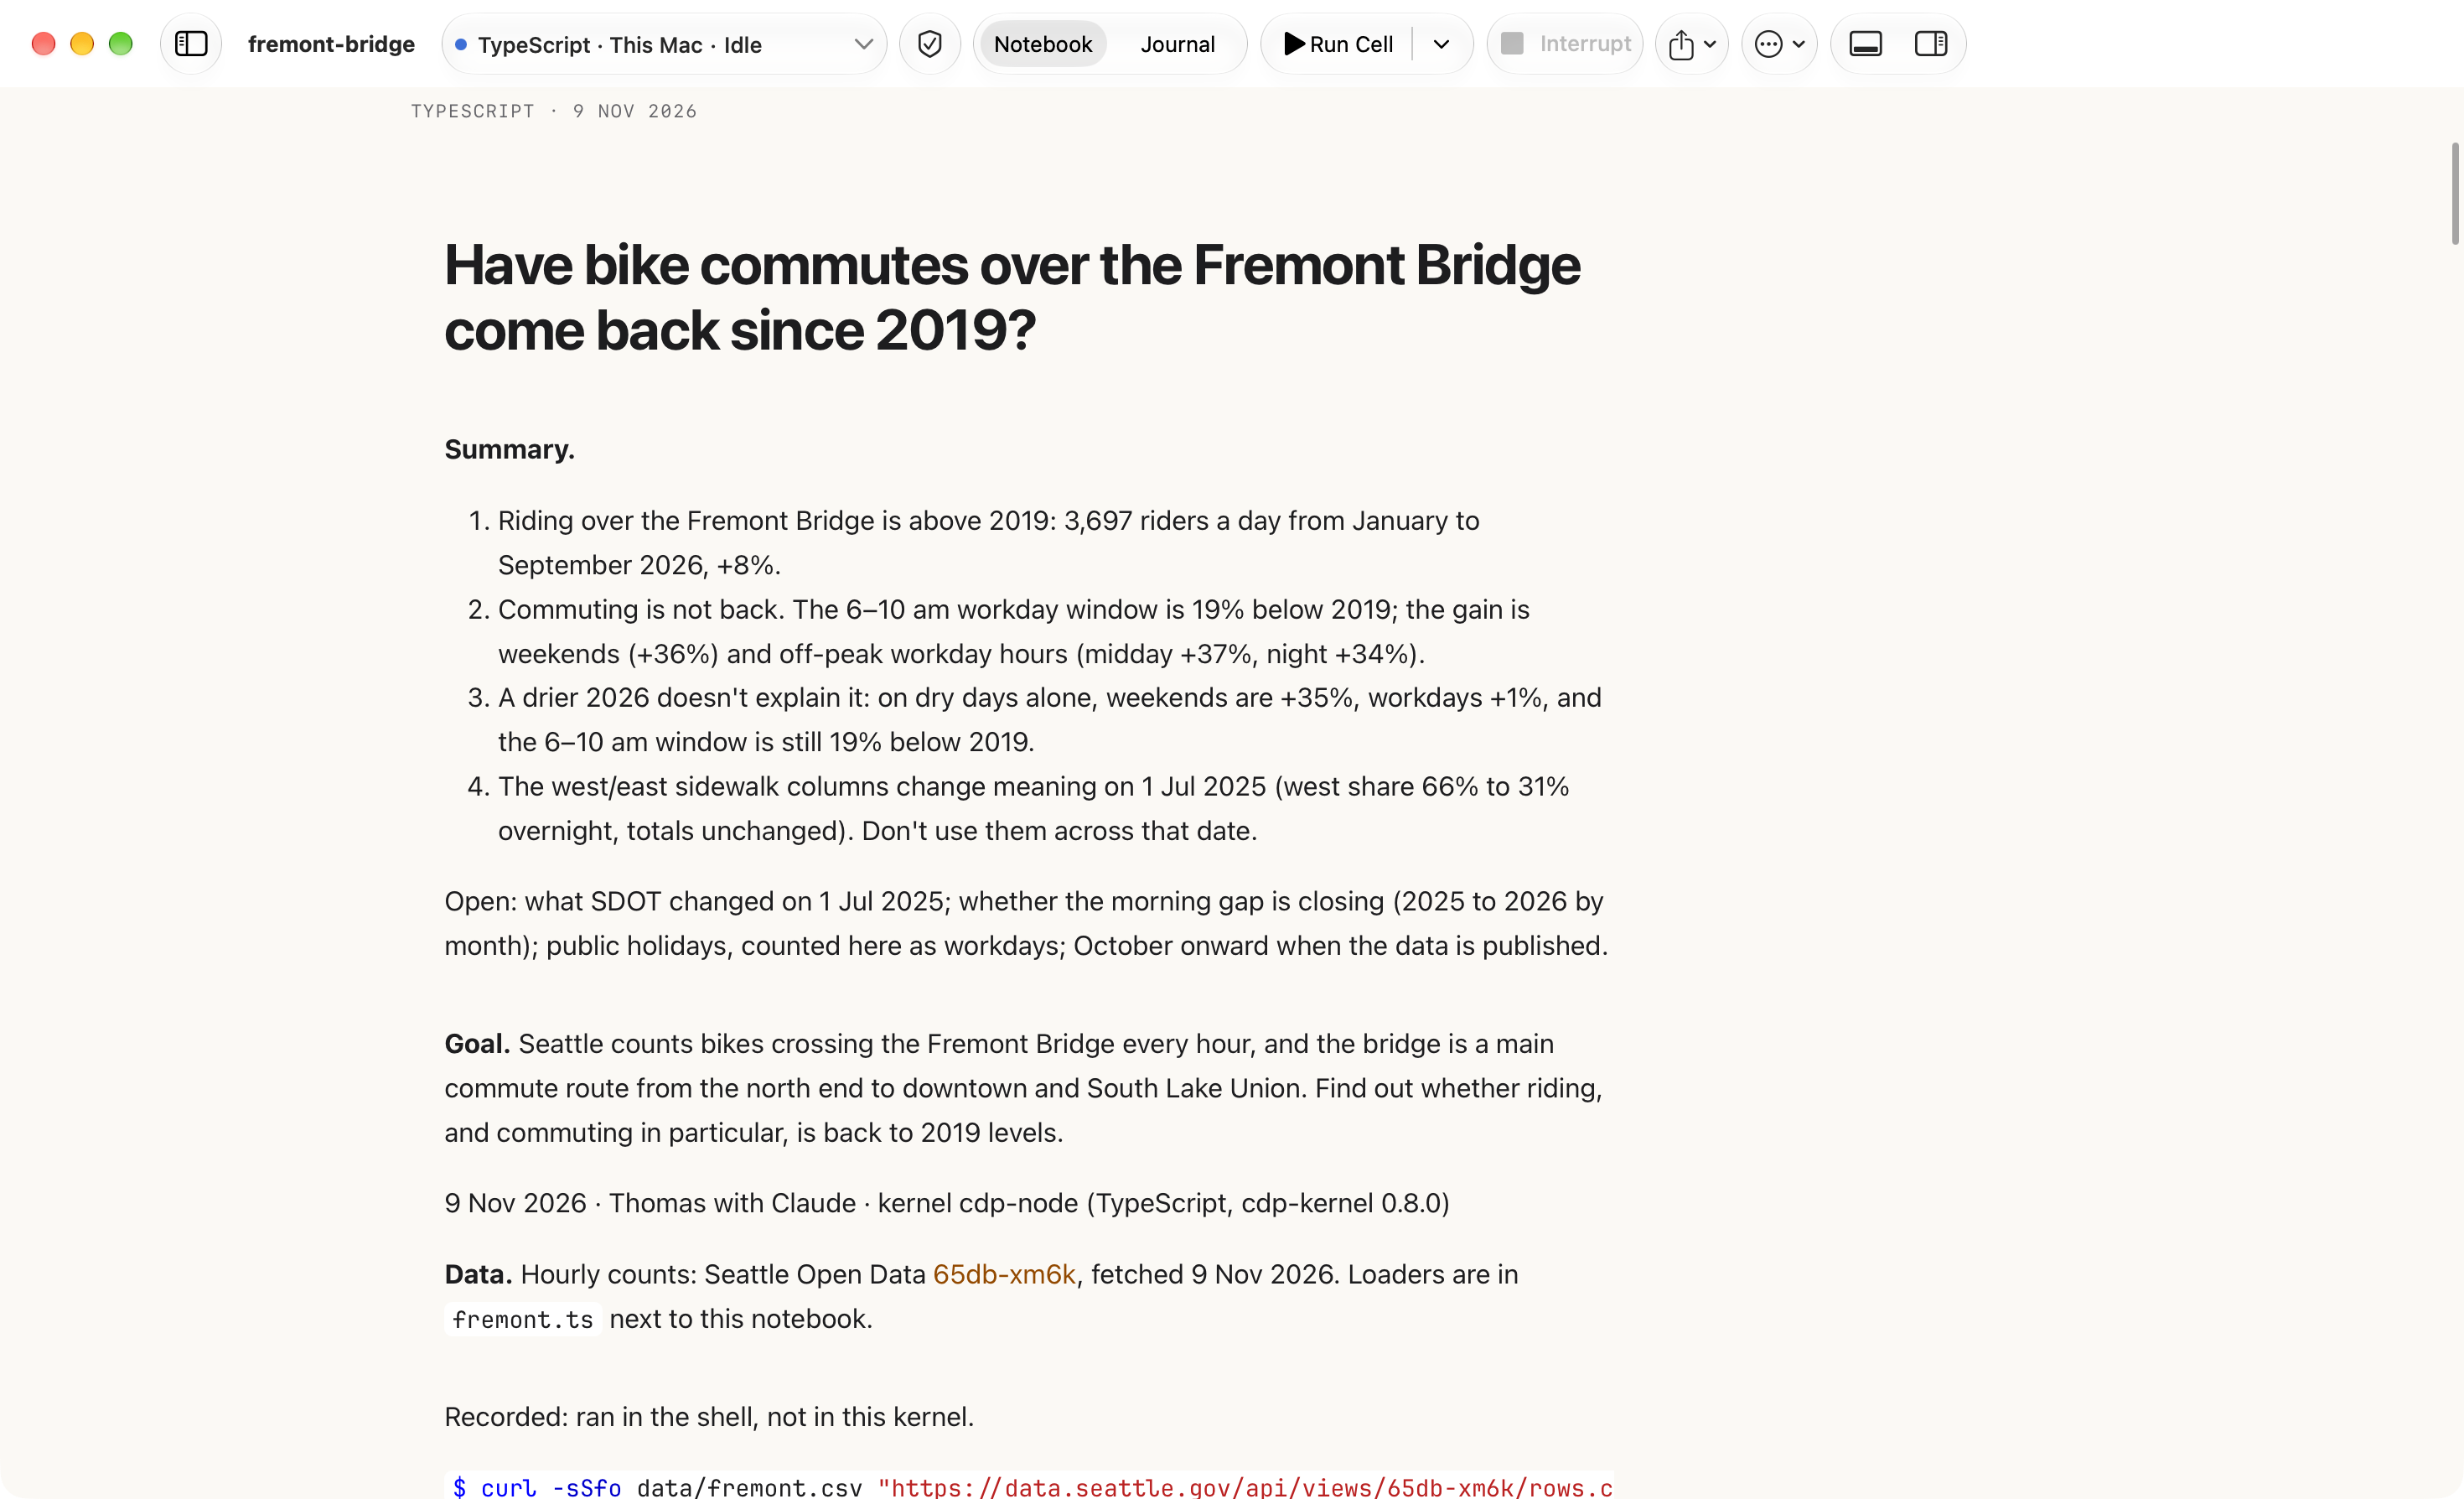 fremont-bridge
TypeScript · This Mac · Idle
Notebook
Journal
Run Cell
Interrupt
TYPESCRIPT · 9 NOV 2026
Have bike commutes over the Fremont Bridge
come back since 2019?
Summary.
1. Riding over the Fremont Bridge is above 2019: 3,697 riders a day from January to
September 2026, +8%.
2. Commuting is not back. The 6–10 am workday window is 19% below 2019; the gain is
weekends (+36%) and off-peak workday hours (midday +37%, night +34%).
3. A drier 2026 doesn't explain it: on dry days alone, weekends are +35%, workdays +1%, and
the 6–10 am window is still 19% below 2019.
4. The west/east sidewalk columns change meaning on 1 Jul 2025 (west share 66% to 31%
overnight, totals unchanged). Don't use them across that date.
Open: what SDOT changed on 1 Jul 2025; whether the morning gap is closing (2025 to 2026 by
month); public holidays, counted here as workdays; October onward when the data is published.
Goal. Seattle counts bikes crossing the Fremont Bridge every hour, and the bridge is a main
commute route from the north end to downtown and South Lake Union. Find out whether riding,
and commuting in particular, is back to 2019 levels.
9 Nov 2026 · Thomas with Claude · kernel cdp-node (TypeScript, cdp-kernel 0.8.0)
Data. Hourly counts: Seattle Open Data 65db-xm6k, fetched 9 Nov 2026. Loaders are in
fremont.ts next to this notebook.
Recorded: ran in the shell, not in this kernel.
$ curl -sSfo data/fremont.csv "https://data.seattle.gov/api/views/65db-xm6k/rows.c